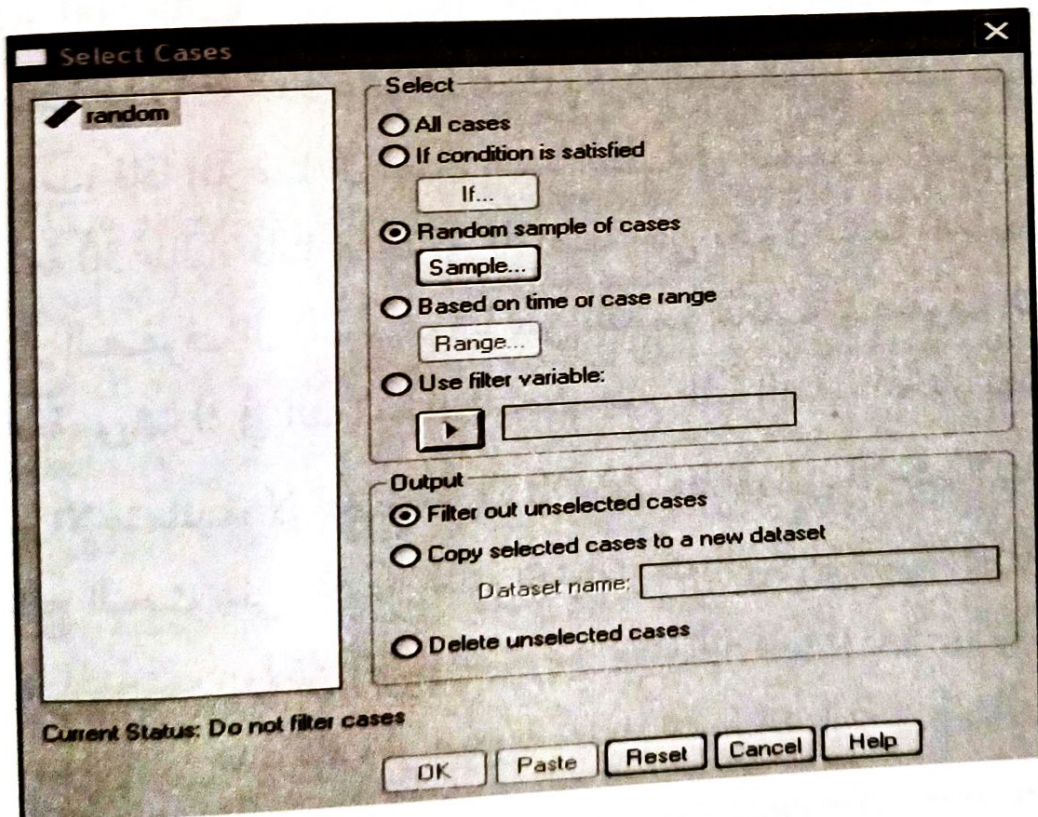 Select Cases
random
Select
All cases
If condition is satisfied
If...
Random sample of cases
Sample...
Based on time or case range
Range...
Use filter variable:
Output
Filter out unselected cases
Copy selected cases to a new dataset
Dataset name:
Delete unselected cases
Current Status: Do not filter cases
OK Paste Reset Cancel Help